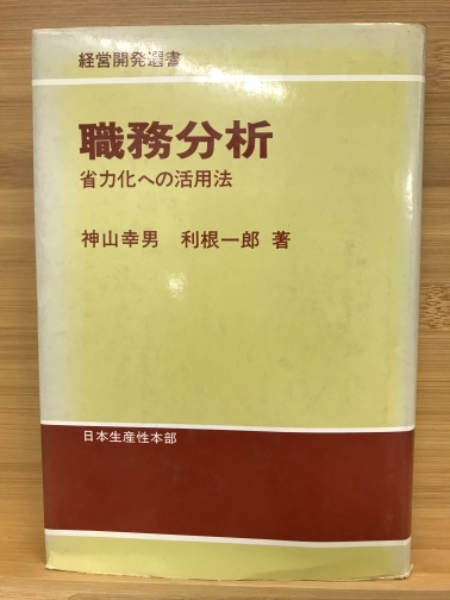 経営開発選書
職務分析
省力化への活用法
神山幸男 利根一郎 著
日本生産性本部